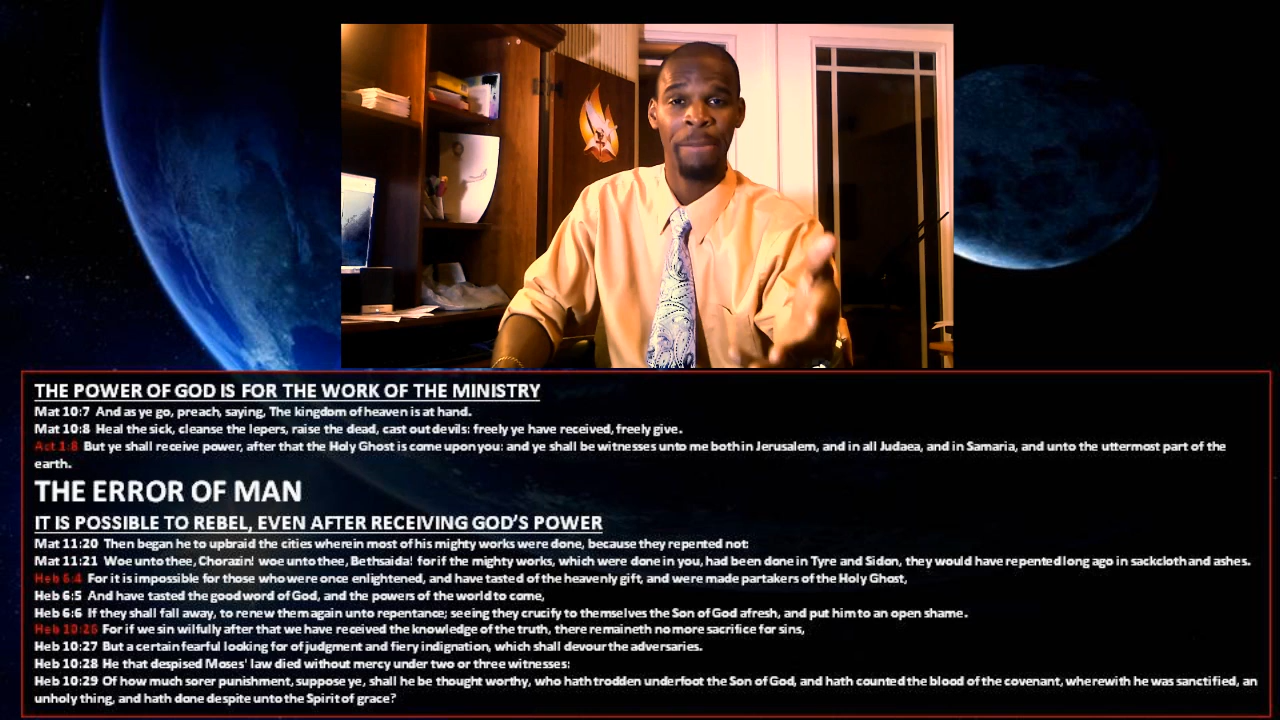 THE POWER OF GOD IS FOR THE WORK OF THE MINISTRY
Mat 10:7 And as ye go, preach, saying, The kingdom of heaven is at hand.
Mat 10:8 Heal the sick, cleanse the lepers, raise the dead, cast out devils: freely ye have received, freely give.
Act 1:8 But ye shall receive power, after that the Holy Ghost is come upon you: and ye shall be witnesses unto me both in Jerusalem, and in all Judaea, and in Samaria, and unto the uttermost part of the
earth.
THE ERROR OF MAN
IT IS POSSIBLE TO REBEL, EVEN AFTER RECEIVING GOD'S POWER
Mat 11:20 Then began he to upbraid the cities wherein most of his mighty works were done, because they repented not:
Mat 11:21 Woe unto thee, Chorazin! woe unto thee, Bethsaida! for if the mighty works, which were done in you, had been done in Tyre and Sidon, they would have repented long ago in sackcloth and ashes.
Heb 6:4 For it is impossible for those who were once enlightened, and have tasted of the heavenly gift, and were made partakers of the Holy Ghost,
Heb 6:5 And have tasted the good word of God, and the powers of the world to come,
Heb 6:6 If they shall fall away, to renew them again unto repentance; seeing they crucify to themselves the Son of God afresh, and put him to an open shame.
Heb 10:26 For if we sin wilfully after that we have received the knowledge of the truth, there remaineth no more sacrifice for sins,
Heb 10:27 But a certain fearful looking for of judgment and fiery indignation, which shall devour the adversaries.
Heb 10:28 He that despised Moses' law died without mercy under two or three witnesses:
Heb 10:29 Of how much sorer punishment, suppose ye, shall he be thought worthy, who hath trodden underfoot the Son of God, and hath counted the blood of the covenant, wherewith he was sanctified, an
unholy thing, and hath done despite unto the Spirit of grace?